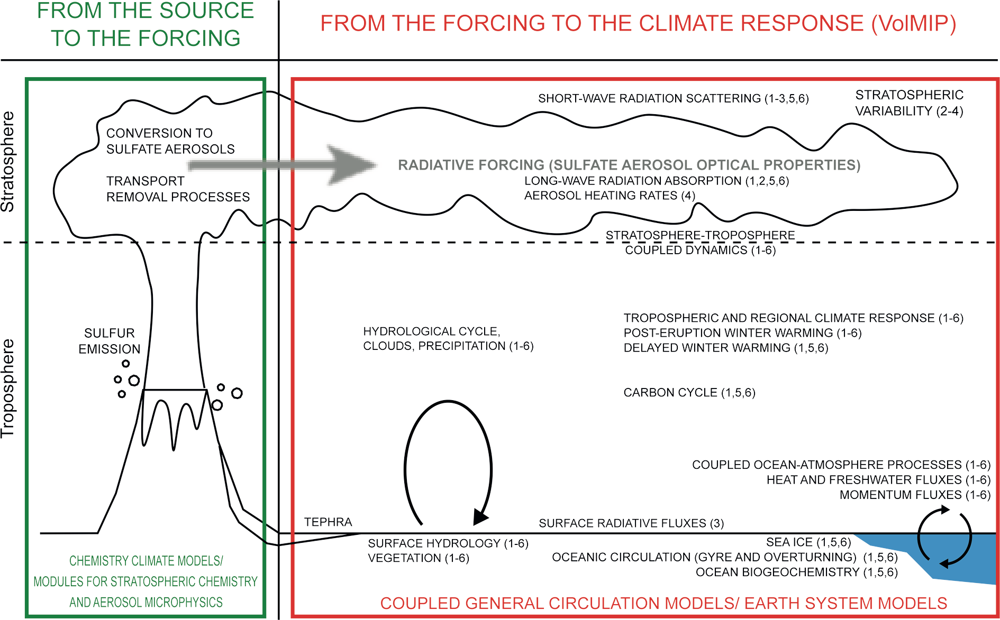 FROM THE SOURCE
TO THE FORCING
FROM THE FORCING TO THE CLIMATE RESPONSE (VolMIP)
Stratosphere
Troposphere
CONVERSION TO
SULFATE AEROSOLS
TRANSPORT
REMOVAL PROCESSES
SULFUR
EMISSION
CHEMISTRY CLIMATE MODELS/
MODULES FOR STRATOSPHERIC CHEMISTRY
AND AEROSOL MICROPHYSICS
SHORT-WAVE RADIATION SCATTERING (1-3,5,6)
STRATOSPHERIC
VARIABILITY (2-4)
RADIATIVE FORCING (SULFATE AEROSOL OPTICAL PROPERTIES)
LONG-WAVE RADIATION ABSORPTION (1,2,5,6)
AEROSOL HEATING RATES (4)
STRATOSPHERE-TROPOSPHERE
COUPLED DYNAMICS (1-6)
HYDROLOGICAL CYCLE,
CLOUDS, PRECIPITATION (1-6)
TROPOSPHERIC AND REGIONAL CLIMATE RESPONSE (1-6)
POST-ERUPTION WINTER WARMING (1-6)
DELAYED WINTER WARMING (1,5,6)
CARBON CYCLE (1,5,6)
COUPLED OCEAN-ATMOSPHERE PROCESSES (1-6)
HEAT AND FRESHWATER FLUXES (1-6)
MOMENTUM FLUXES (1-6)
TEPHRA
SURFACE RADIATIVE FLUXES (3)
SURFACE HYDROLOGY (1-6)
VEGETATION (1-6)
SEA ICE (1,5,6)
OCEANIC CIRCULATION (GYRE AND OVERTURNING) (1,5,6)
OCEAN BIOGEOCHEMISTRY (1,5,6)
COUPLED GENERAL CIRCULATION MODELS/ EARTH SYSTEM MODELS